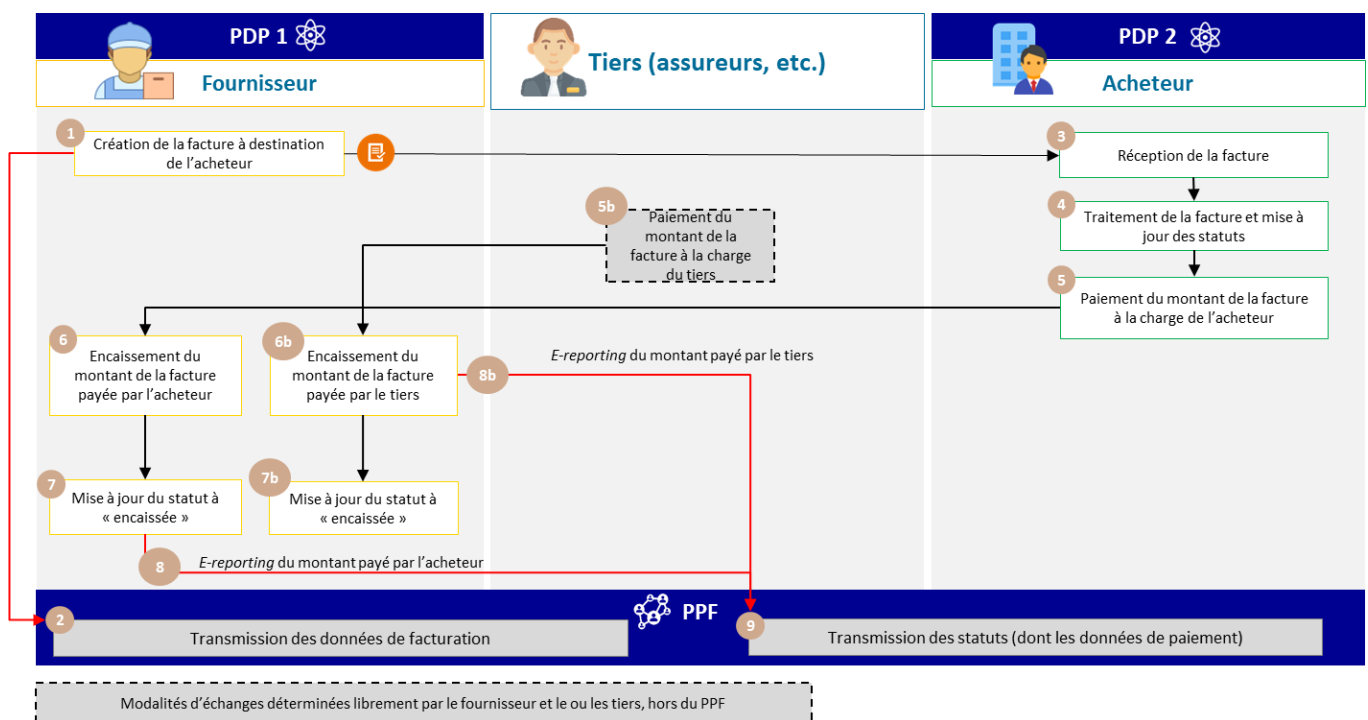 PDP 1
Fournisseur
Tiers (assureurs, etc.)
PDP 2
Acheteur
1
Création de la facture à destination
de l'acheteur
3
Réception de la facture
4
Traitement de la facture et mise à
jour des statuts
5b
Paiement du
montant de la
facture à la charge
du tiers
5
Paiement du montant de la facture
à la charge de l'acheteur
6
Encaissement du
montant de la facture
payée par l'acheteur
6b
Encaissement du
montant de la facture
payée par le tiers
8b
E-reporting du montant payé par le tiers
7
Mise à jour du statut à
« encaissée »
7b
Mise à jour du statut à
« encaissée »
8
E-reporting du montant payé par l'acheteur
PPF
2
Transmission des données de facturation
9
Transmission des statuts (dont les données de paiement)
Modalités d'échanges déterminées librement par le fournisseur et le ou les tiers, hors du PPF